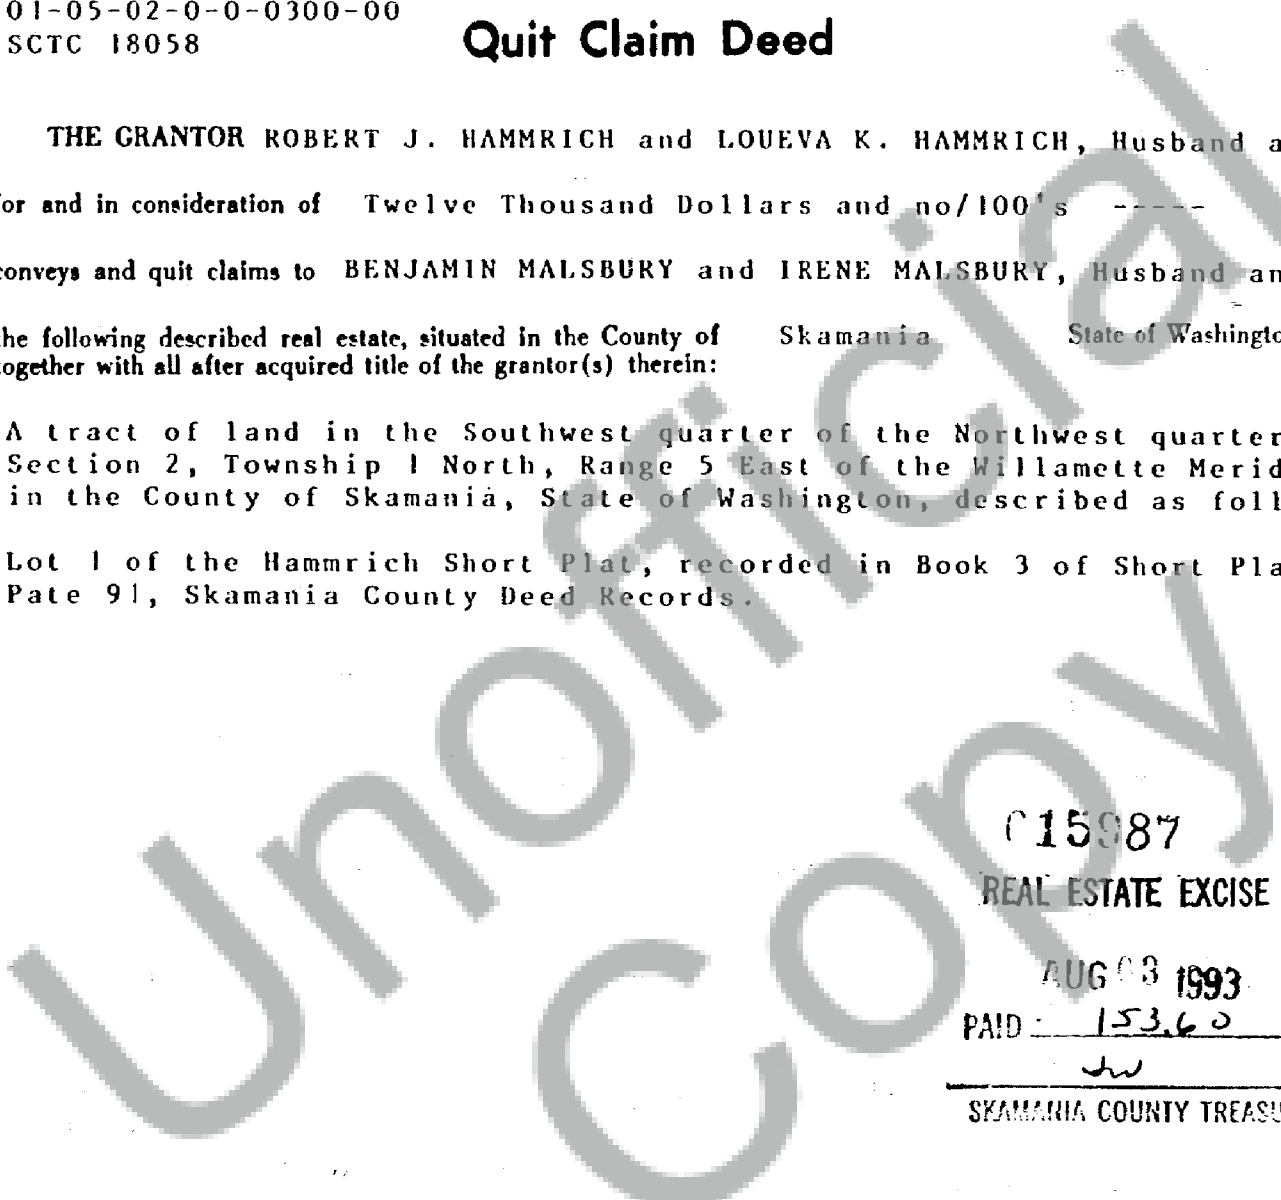 01-05-02-0-0-0300-00
SCTC 18058
Quit Claim Deed
THE GRANTOR ROBERT J. HAMMRICH and LOUEVA K. HAMMRICH, Husband a
or and in consideration of Twelve Thousand Dollars and no/100's -----
conveys and quit claims to BENJAMIN MALSBURY and IRENE MALSBURY, Husband an
he following described real estate, situated in the County of Skamania State of Washingto
ogether with all after acquired title of the grantor(s) therein:
A tract of land in the Southwest quarter of the Northwest quarter
Section 2, Township 1 North, Range 5 East of the Willamette Merid
in the County of Skamania, State of Washington, described as foll
Lot 1 of the Hammrich Short Plat, recorded in Book 3 of Short Pla
Pate 91, Skamania County Deed Records.
015987
REAL ESTATE EXCISE
AUG 03 1993
PAID 153.60
SKAMANIA COUNTY TREASU
Unofficial
Copy